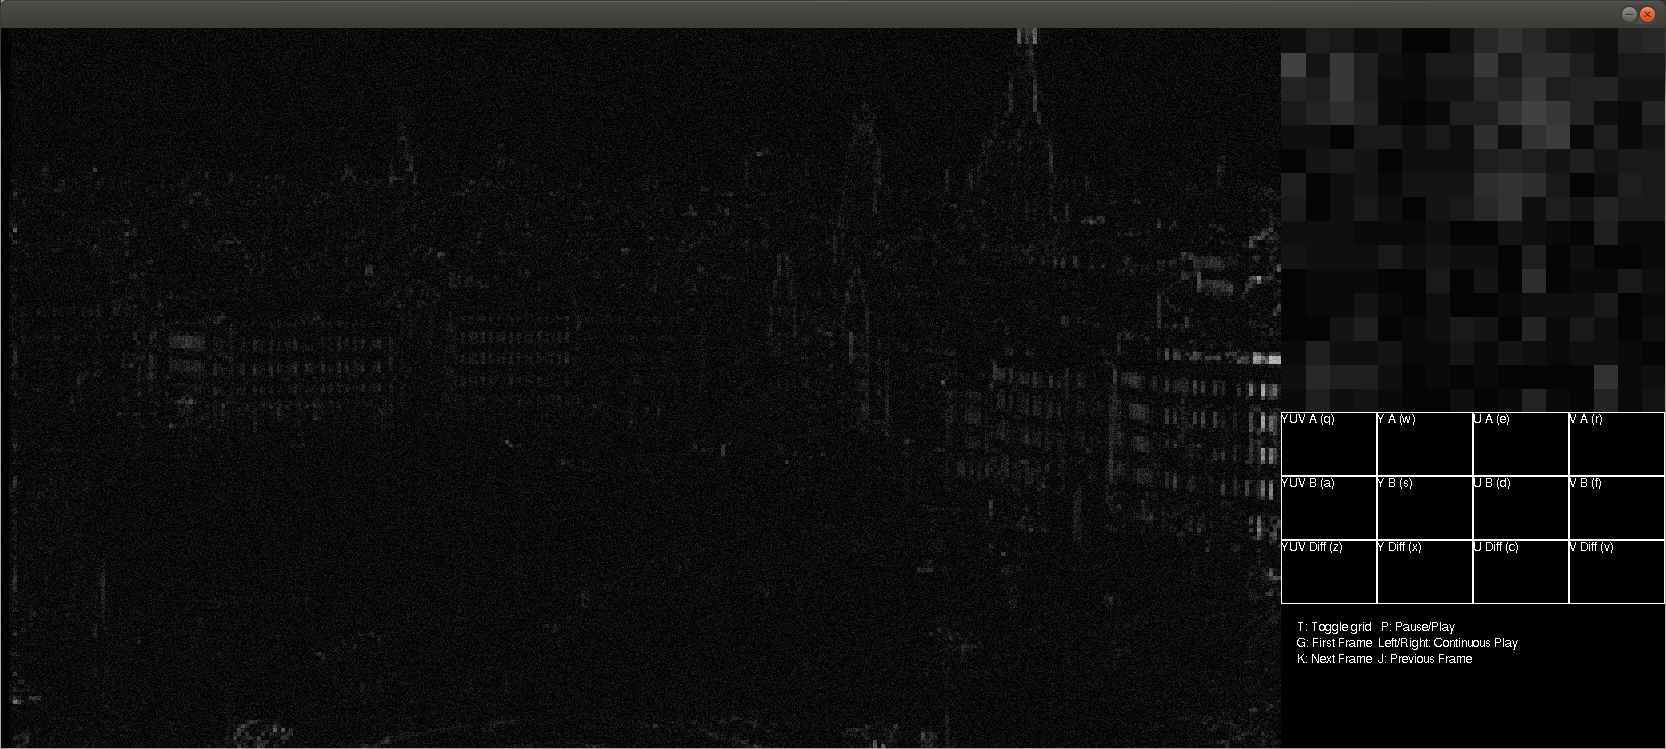 YUV A (q) Y A (w) U A (e) V A (r)
YUV B (a) Y B (s) U B (d) V B (f)
YUV Diff (z) Y Diff (x) U Diff (c) V Diff (v)
T: Toggle grid P: Pause/Play
G: First Frame Left/Right: Continuous Play
K: Next Frame J: Previous Frame